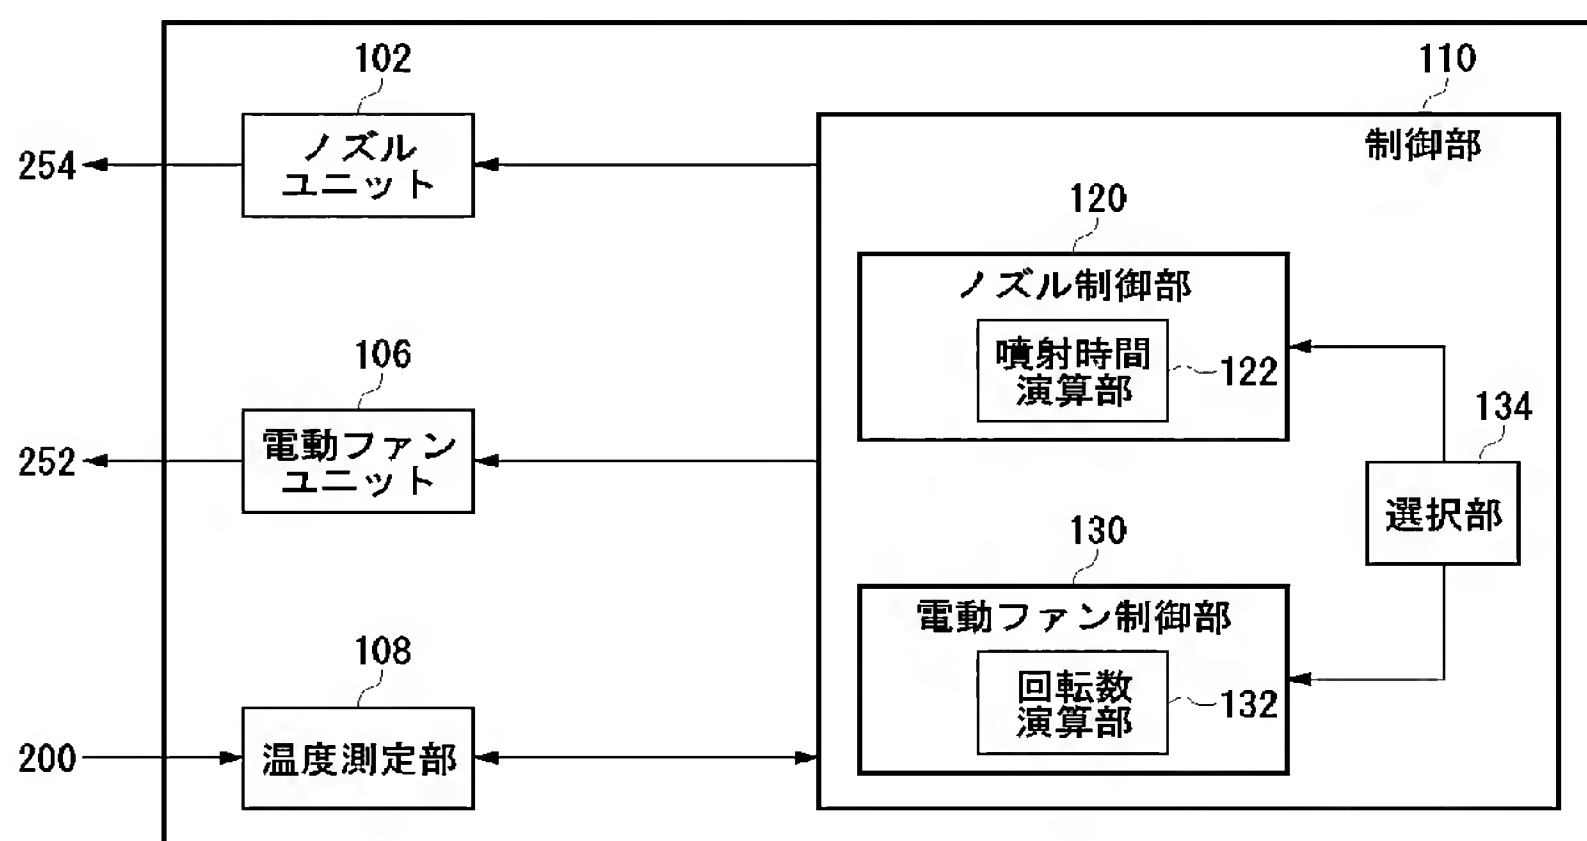 102
ノズル
ユニット
254
110
制御部
120
ノズル制御部
噴射時間
演算部
122
106
電動ファン
ユニット
252
134
選択部
130
電動ファン制御部
回転数
演算部
132
108
温度測定部
200